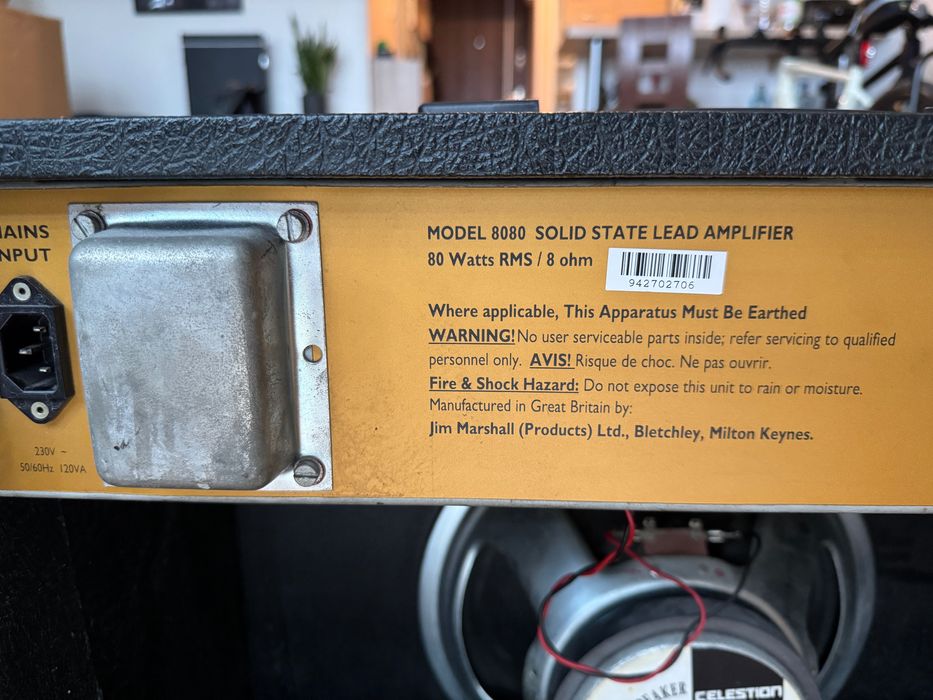 MAINS
INPUT
230V ~
50/60Hz 120VA
MODEL 8080 SOLID STATE LEAD AMPLIFIER
80 Watts RMS / 8 ohm
942702706
Where applicable, This Apparatus Must Be Earthed
WARNING! No user serviceable parts inside; refer servicing to qualified
personnel only. AVIS! Risque de choc. Ne pas ouvrir.
Fire & Shock Hazard: Do not expose this unit to rain or moisture.
Manufactured in Great Britain by:
Jim Marshall (Products) Ltd., Bletchley, Milton Keynes.
CELESTION